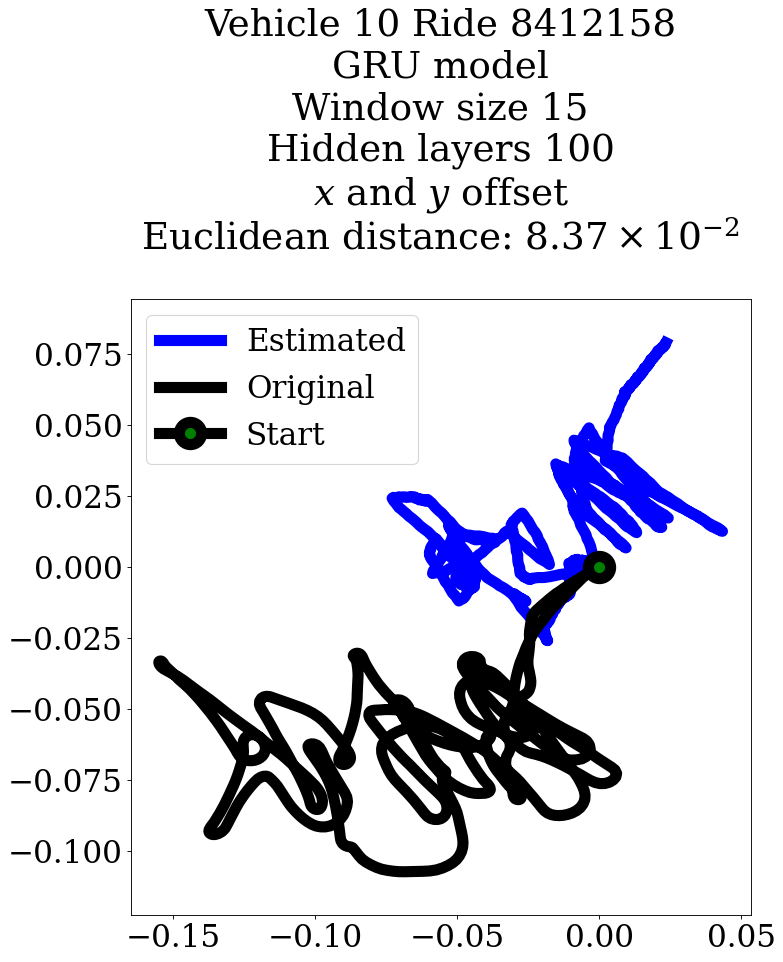 Vehicle 10 Ride 8412158
GRU model
Window size 15
Hidden layers 100
x and y offset
Euclidean distance: 8.37 × 10⁻²
Estimated
Original
Start
0.075
0.050
0.025
0.000
−0.025
−0.050
−0.075
−0.100
−0.15 −0.10 −0.05 0.00 0.05